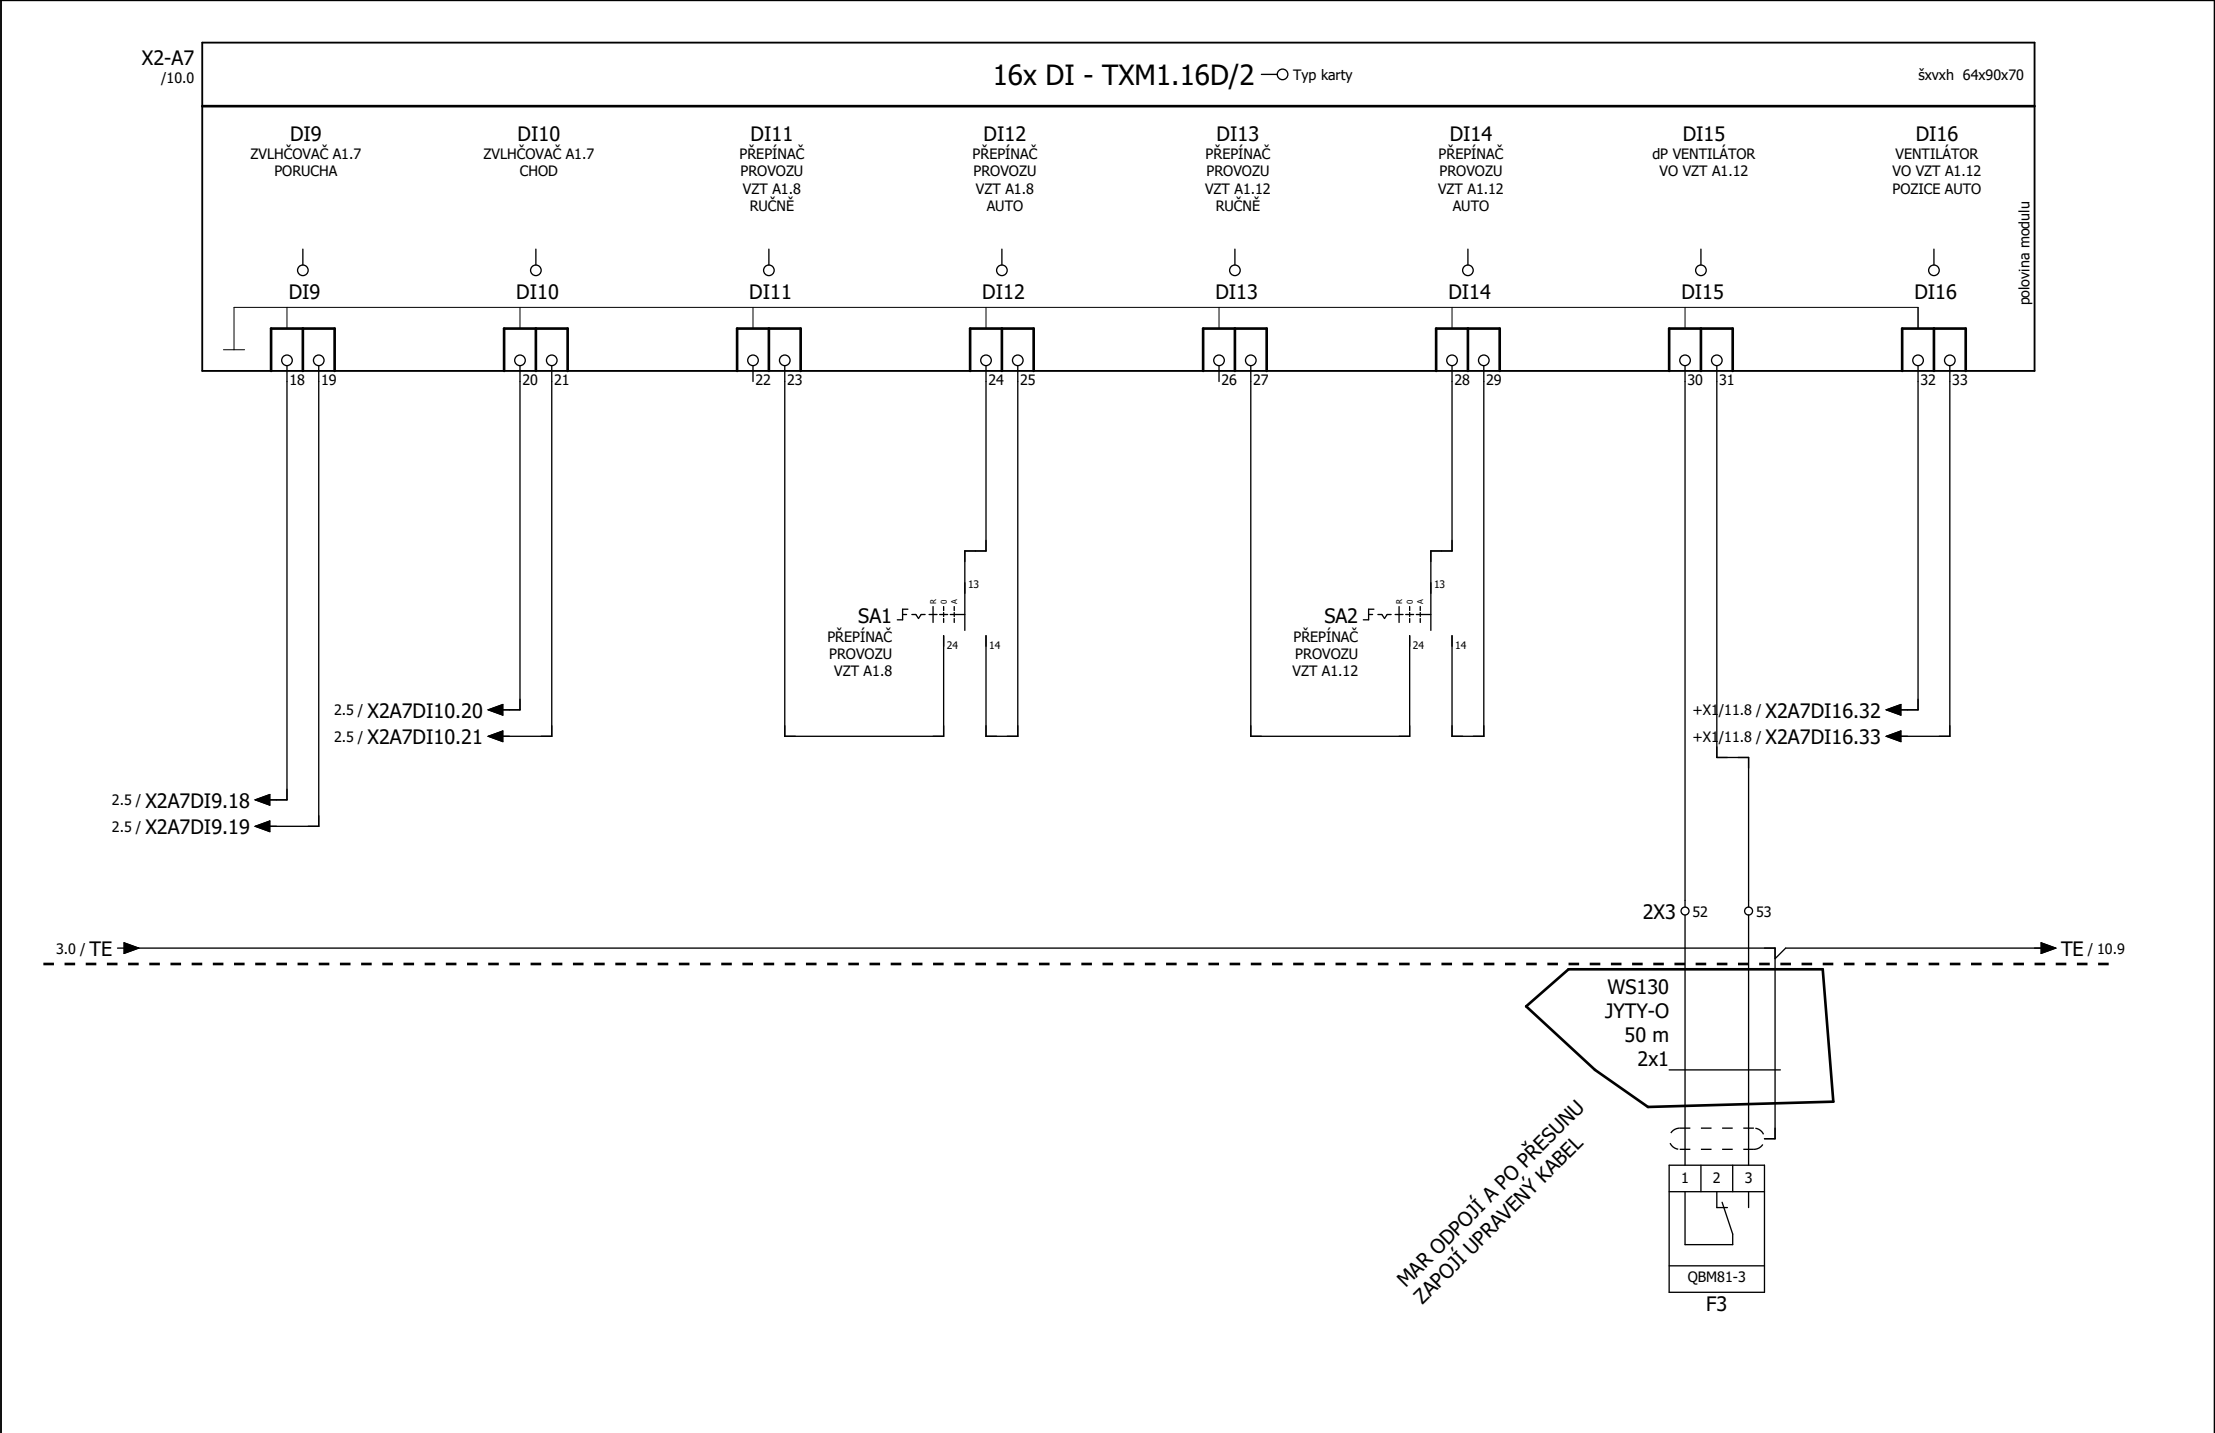 X2-A7
/10.0
16x DI - TXM1.16D/2
Typ karty
šxvxh 64x90x70
DI9
ZVLHČOVAČ A1.7
PORUCHA
DI10
ZVLHČOVAČ A1.7
CHOD
DI11
PŘEPÍNAČ
PROVOZU
VZT A1.8
RUČNĚ
DI12
PŘEPÍNAČ
PROVOZU
VZT A1.8
AUTO
DI13
PŘEPÍNAČ
PROVOZU
VZT A1.12
RUČNĚ
DI14
PŘEPÍNAČ
PROVOZU
VZT A1.12
AUTO
DI15
dP VENTILÁTOR
VO VZT A1.12
DI16
VENTILÁTOR
VO VZT A1.12
POZICE AUTO
polovina modulu
DI9 DI10 DI11 DI12 DI13 DI14 DI15 DI16
18 19 20 21 22 23 24 25 26 27 28 29 30 31 32 33
13
R 0 A
SA1
PŘEPÍNAČ
PROVOZU
VZT A1.8
24 14
13
R 0 A
SA2
PŘEPÍNAČ
PROVOZU
VZT A1.12
24 14
2.5 / X2A7DI10.20
2.5 / X2A7DI10.21
+X1/11.8 / X2A7DI16.32
+X1/11.8 / X2A7DI16.33
2.5 / X2A7DI9.18
2.5 / X2A7DI9.19
2X3 52 53
3.0 / TE
TE / 10.9
WS130
JYTY-O
50 m
2x1
MAR ODPOJÍ A PO PŘESUNU
ZAPOJÍ UPRAVENÝ KABEL
1 2 3
QBM81-3
F3